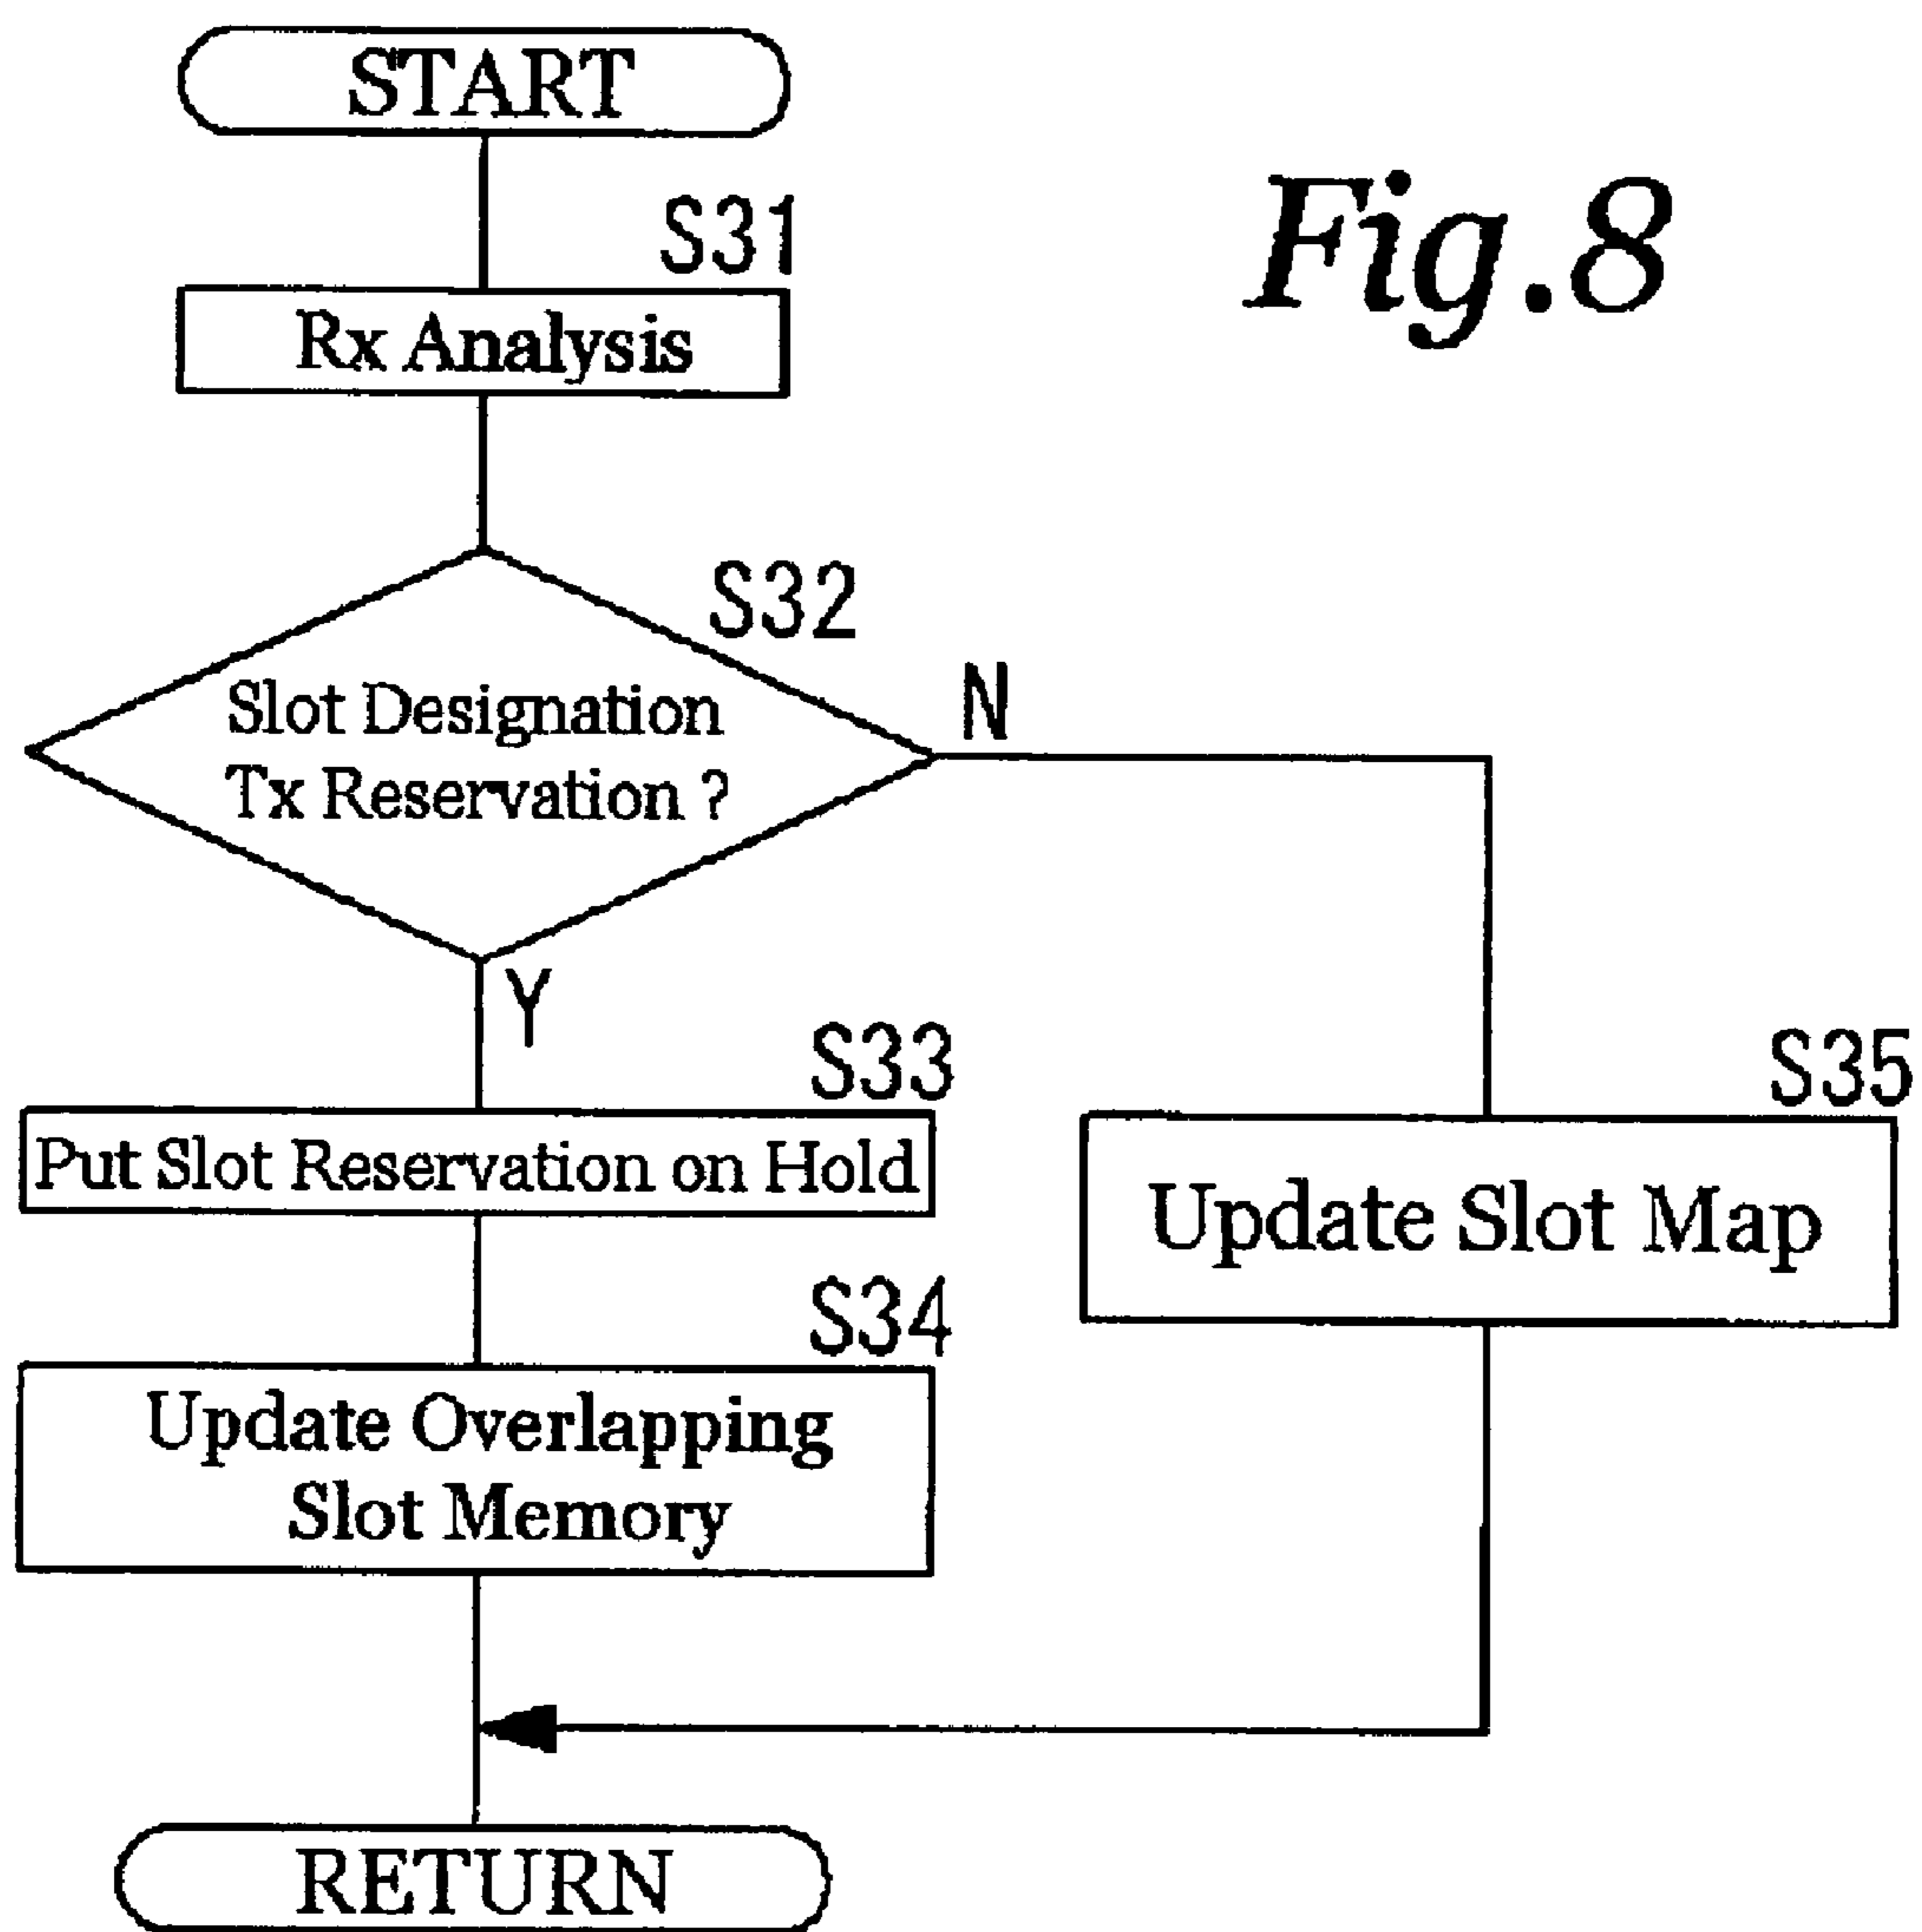 START
Fig.8
S31
Rx Analysis
S32
Slot Designation
Tx Reservation ?
N
Y
S33
Put Slot Reservation on Hold
S35
Update Slot Map
S34
Update Overlapping
Slot Memory
RETURN